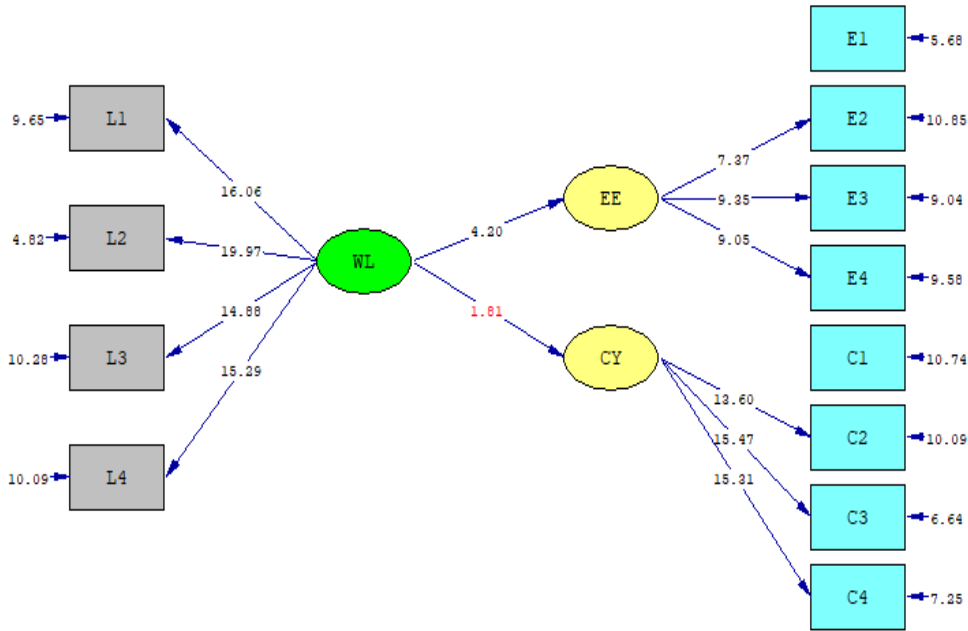 E1
5.68
L1
9.65
E2
10.85
7.37
16.06
EE
9.35
E3
9.04
L2
4.82
19.97
4.20
9.05
WL
E4
9.58
14.88
1.81
L3
10.28
CY
C1
10.74
15.29
13.60
C2
10.09
15.47
L4
10.09
15.31
C3
6.64
C4
7.25